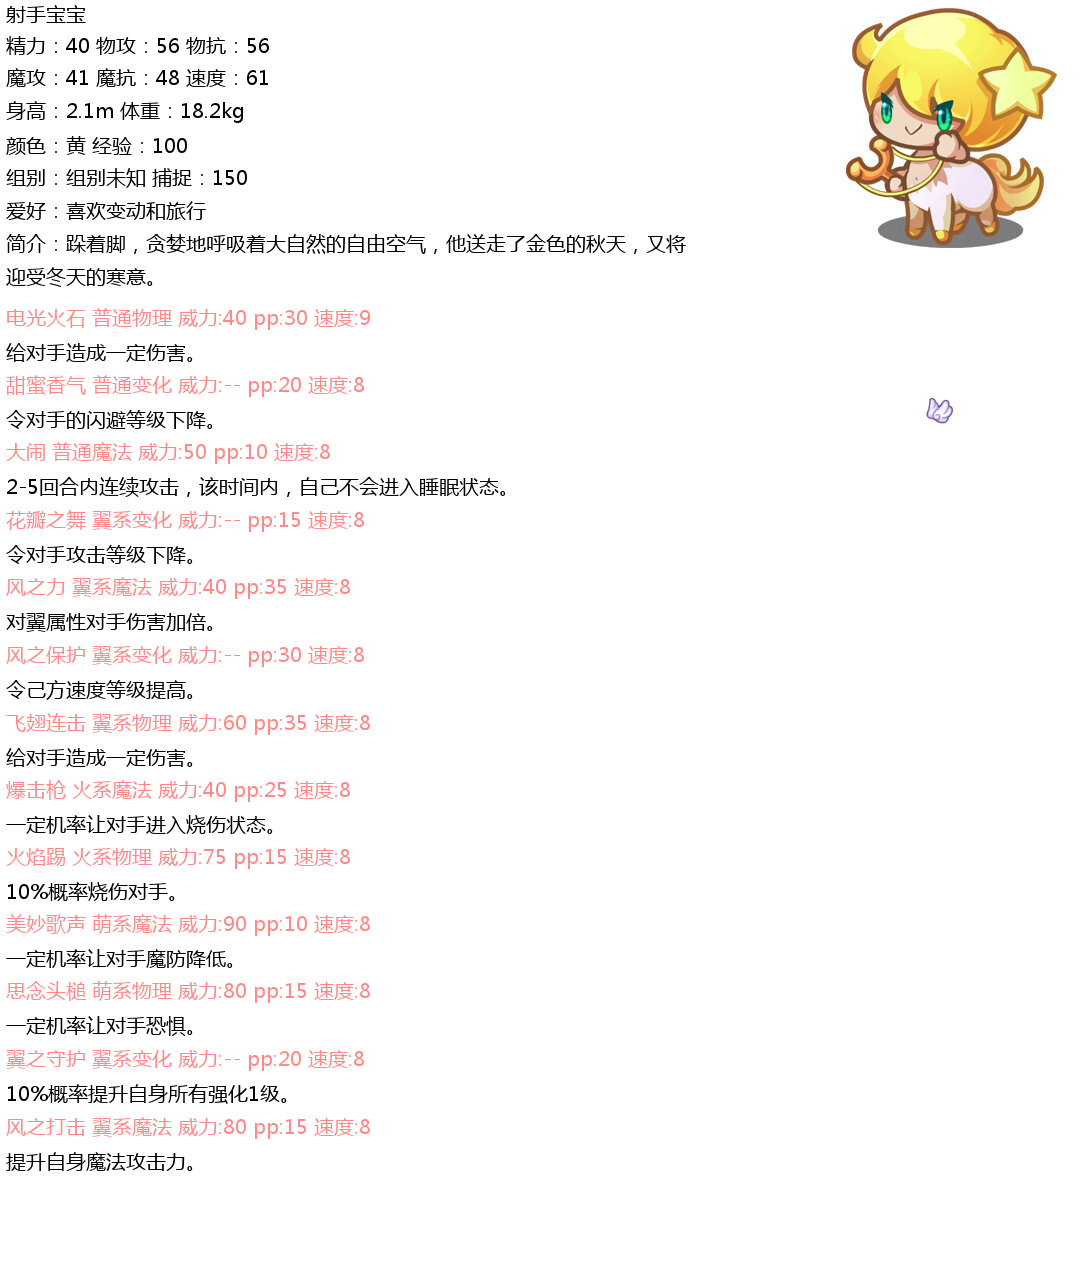 射手宝宝
精力：40 物攻：56 物抗：56
魔攻：41 魔抗：48 速度：61
身高：2.1m 体重：18.2kg
颜色：黄 经验：100
组别：组别未知 捕捉：150
爱好：喜欢变动和旅行
简介：跺着脚，贪婪地呼吸着大自然的自由空气，他送走了金色的秋天，又将
迎受冬天的寒意。
电光火石 普通物理 威力:40 pp:30 速度:9
给对手造成一定伤害。
甜蜜香气 普通变化 威力:-- pp:20 速度:8
令对手的闪避等级下降。
大闹 普通魔法 威力:50 pp:10 速度:8
2-5回合内连续攻击，该时间内，自己不会进入睡眠状态。
花瓣之舞 翼系变化 威力:-- pp:15 速度:8
令对手攻击等级下降。
风之力 翼系魔法 威力:40 pp:35 速度:8
对翼属性对手伤害加倍。
风之保护 翼系变化 威力:-- pp:30 速度:8
令己方速度等级提高。
飞翅连击 翼系物理 威力:60 pp:35 速度:8
给对手造成一定伤害。
爆击枪 火系魔法 威力:40 pp:25 速度:8
一定机率让对手进入烧伤状态。
火焰踢 火系物理 威力:75 pp:15 速度:8
10%概率烧伤对手。
美妙歌声 萌系魔法 威力:90 pp:10 速度:8
一定机率让对手魔防降低。
思念头槌 萌系物理 威力:80 pp:15 速度:8
一定机率让对手恐惧。
翼之守护 翼系变化 威力:-- pp:20 速度:8
10%概率提升自身所有强化1级。
风之打击 翼系魔法 威力:80 pp:15 速度:8
提升自身魔法攻击力。